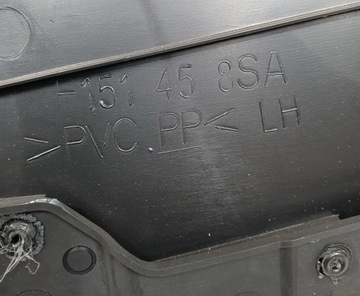 F151 45 8SA
>PVC.PP< LH